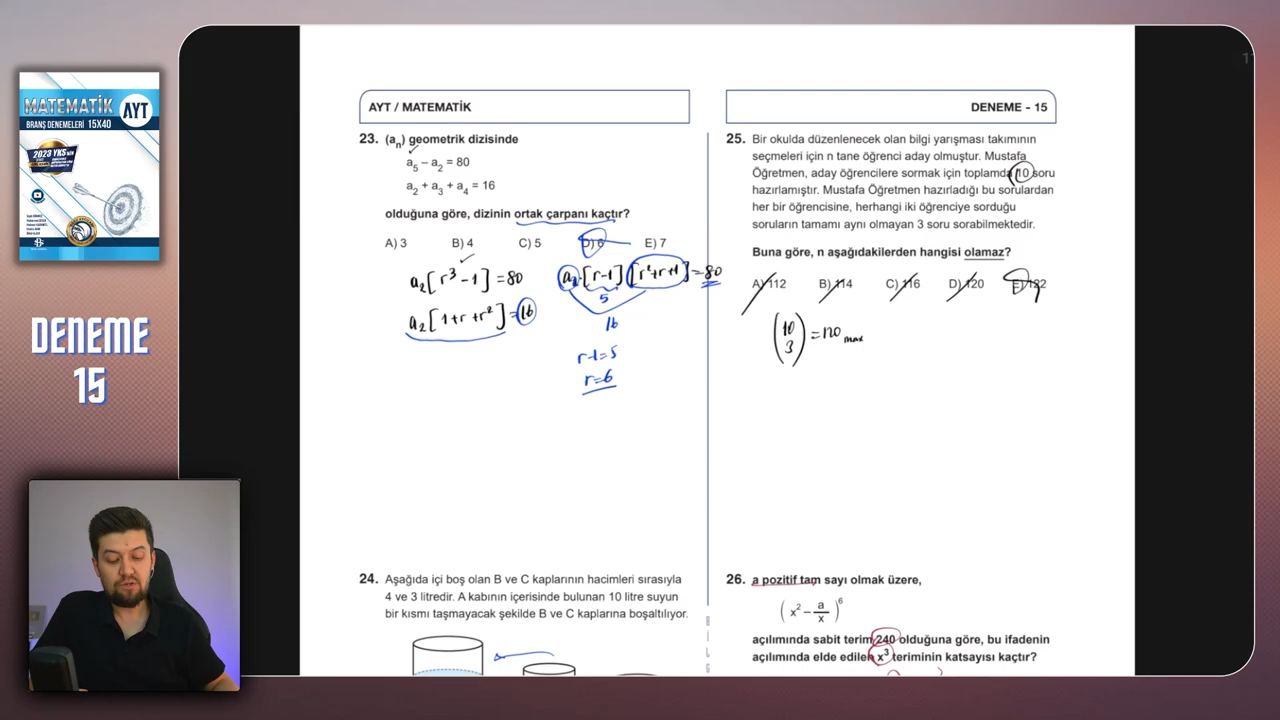 MATEMATİK AYT
BRANŞ DENEMELERİ 15X40
2023 YKS'NİN
DENEME
15
AYT / MATEMATİK
23. (aₙ) geometrik dizisinde
a₅ – a₂ = 80
a₂ + a₃ + a₄ = 16
olduğuna göre, dizinin ortak çarpanı kaçtır?
A) 3 B) 4 C) 5 D) 6 E) 7
a₂[r³-1]=80
a₂[1+r+r²]=16
a₂.[r-1][r²+r+1]=80
5
16
r-1=5
r=6
24. Aşağıda içi boş olan B ve C kaplarının hacimleri sırasıyla
4 ve 3 litredir. A kabının içerisinde bulunan 10 litre suyun
bir kısmı taşmayacak şekilde B ve C kaplarına boşaltılıyor.
DENEME - 15
25. Bir okulda düzenlenecek olan bilgi yarışması takımının
seçmeleri için n tane öğrenci aday olmuştur. Mustafa
Öğretmen, aday öğrencilere sormak için toplamda 10 soru
hazırlamıştır. Mustafa Öğretmen hazırladığı bu sorulardan
her bir öğrencisine, herhangi iki öğrenciye sorduğu
soruların tamamı aynı olmayan 3 soru sorabilmektedir.
Buna göre, n aşağıdakilerden hangisi olamaz?
A) 112 B) 114 C) 116 D) 120 E) 122
(10
3)=120 max
26. a pozitif tam sayı olmak üzere,
(x² – a/x)⁶
açılımında sabit terim 240 olduğuna göre, bu ifadenin
açılımında elde edilen x³ teriminin katsayısı kaçtır?